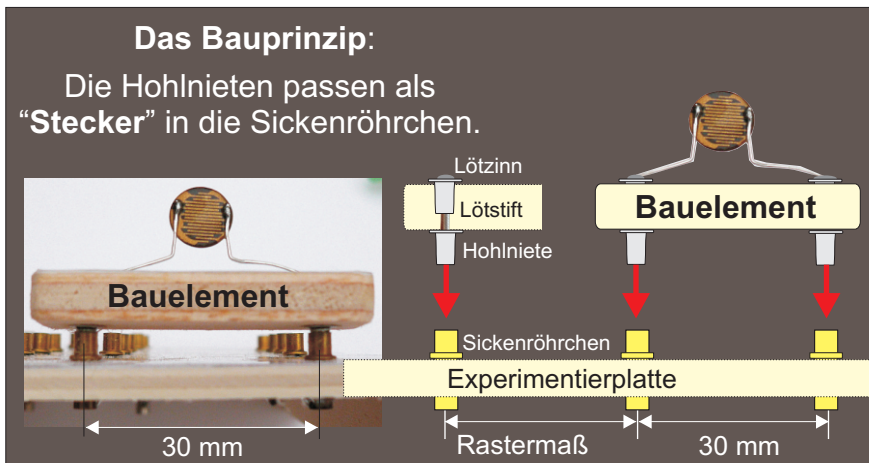 Das Bauprinzip:
Die Hohlnieten passen als
“Stecker” in die Sickenröhrchen.
Bauelement
30 mm
Lötzinn
Lötstift
Hohlniete
Bauelement
Sickenröhrchen
Experimentierplatte
Rastermaß
30 mm